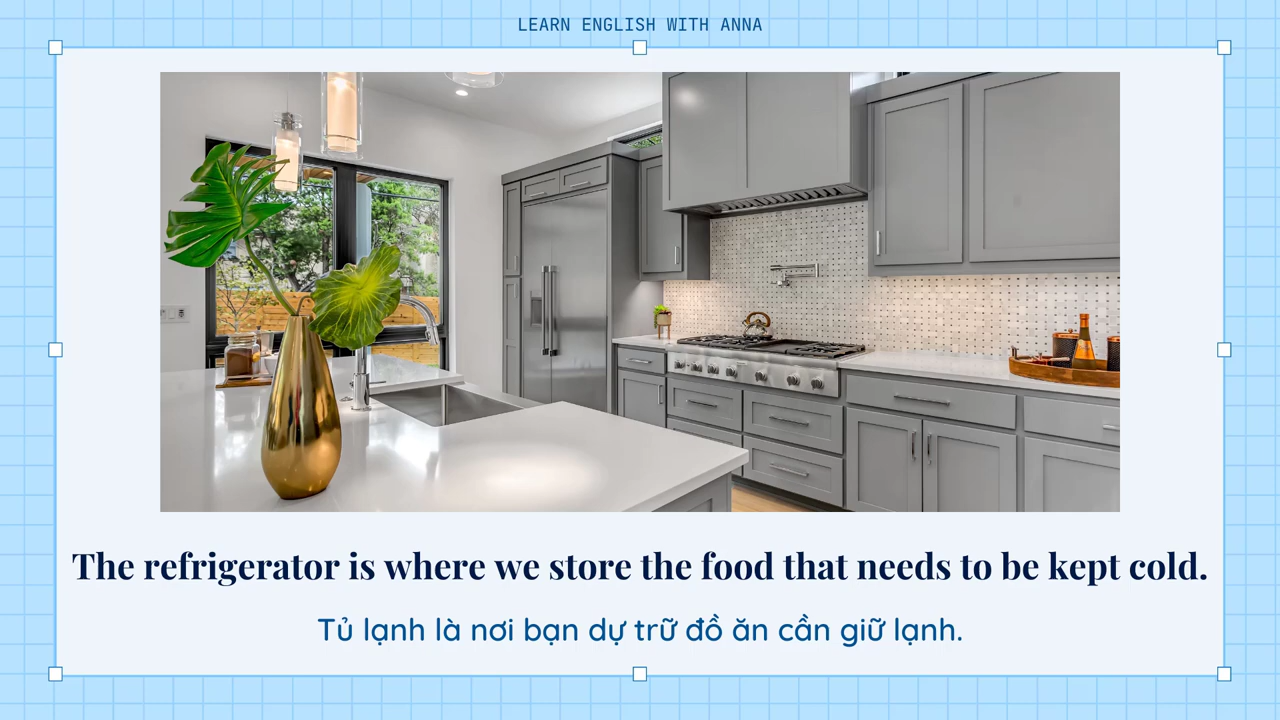 LEARN ENGLISH WITH ANNA
The refrigerator is where we store the food that needs to be kept cold.
Tủ lạnh là nơi bạn dự trữ đồ ăn cần giữ lạnh.